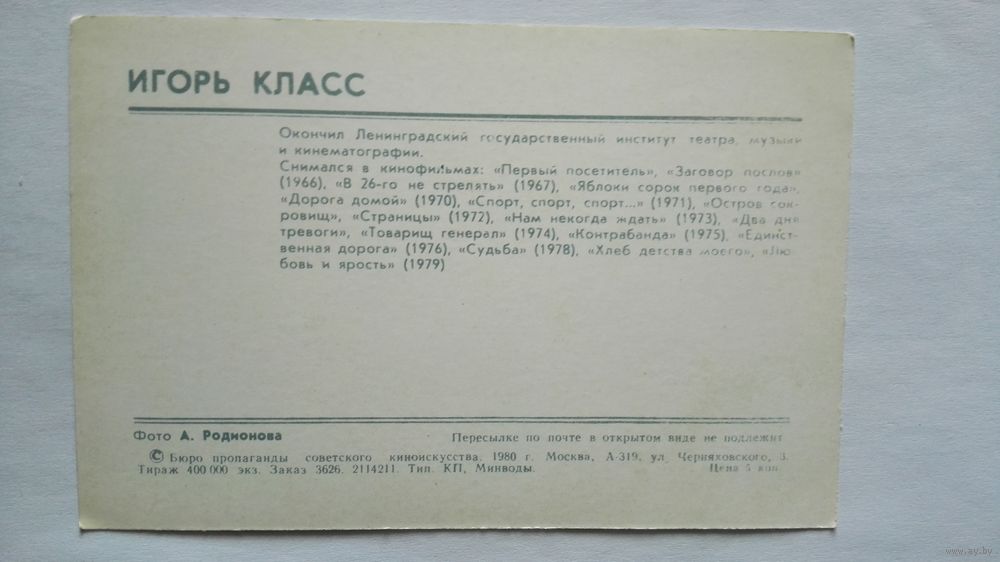 ИГОРЬ КЛАСС
Окончил Ленинградский государственный институт театра, музыки
и кинематографии.
Снимался в кинофильмах: «Первый посетитель», «Заговор послов»
(1966), «В 26-го не стрелять» (1967), «Яблоки сорок первого года»,
«Дорога домой» (1970), «Спорт, спорт, спорт...» (1971), «Остров сок-
ровищ», «Страницы» (1972), «Нам некогда ждать» (1973), «Два дня
тревоги», «Товарищ генерал» (1974), «Контрабанда» (1975), «Единст-
венная дорога» (1976), «Судьба» (1978), «Хлеб детства моего», «Лю-
бовь и ярость» (1979)
Фото А. Родионова
Пересылке по почте в открытом виде не подлежит
© Бюро пропаганды советского киноискусства. 1980 г. Москва, А-319, ул. Черняховского, 3.
Тираж 400 000 экз. Заказ 3626. 2114211. Тип. КП, Минводы.
Цена 5 коп.
www.ay.by